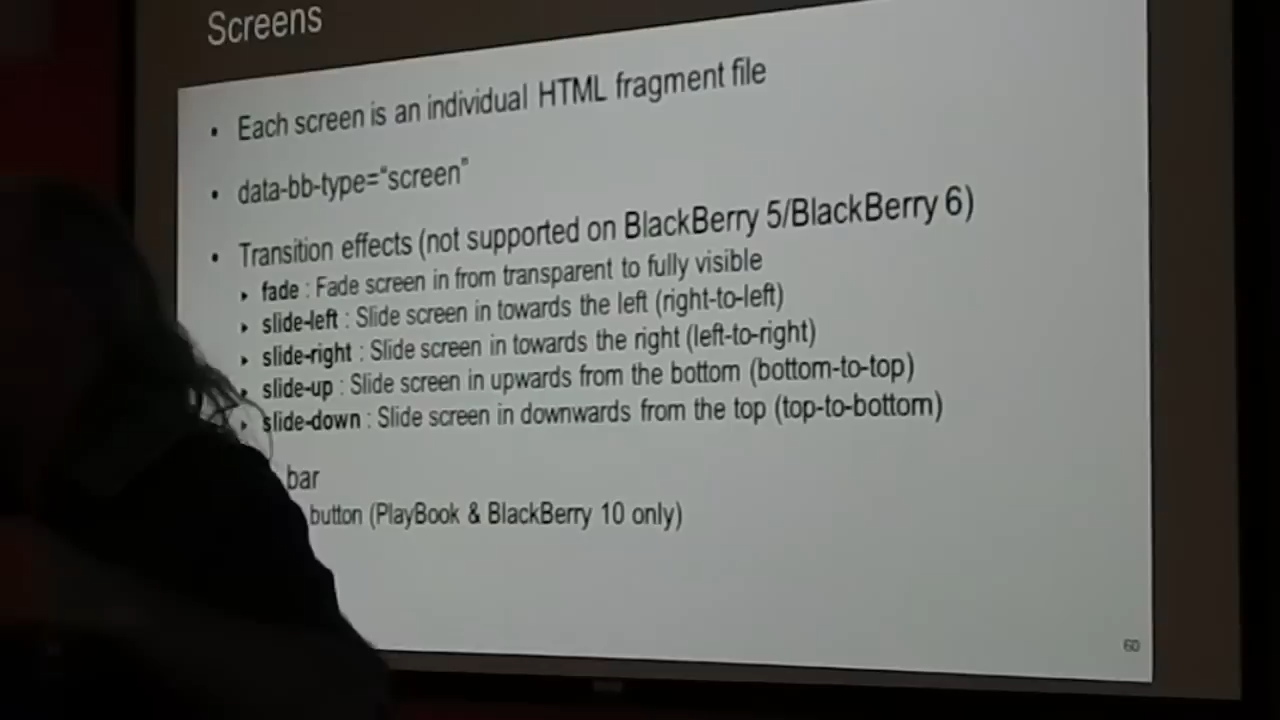 Screens
• Each screen is an individual HTML fragment file
• data-bb-type=“screen”
• Transition effects (not supported on BlackBerry 5/BlackBerry 6)
▸ fade : Fade screen in from transparent to fully visible
▸ slide-left : Slide screen in towards the left (right-to-left)
▸ slide-right : Slide screen in towards the right (left-to-right)
▸ slide-up : Slide screen in upwards from the bottom (bottom-to-top)
▸ slide-down : Slide screen in downwards from the top (top-to-bottom)
bar
button (PlayBook & BlackBerry 10 only)
60